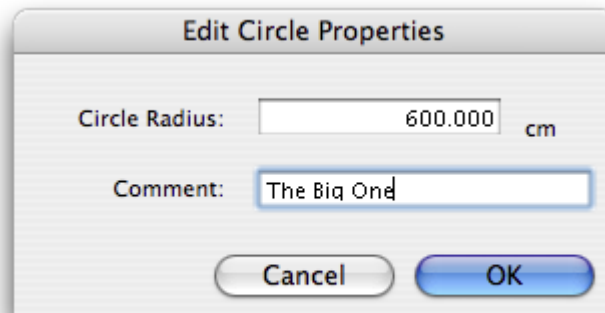 Edit Circle Properties
Circle Radius: 600.000 cm
Comment: The Big One
Cancel OK